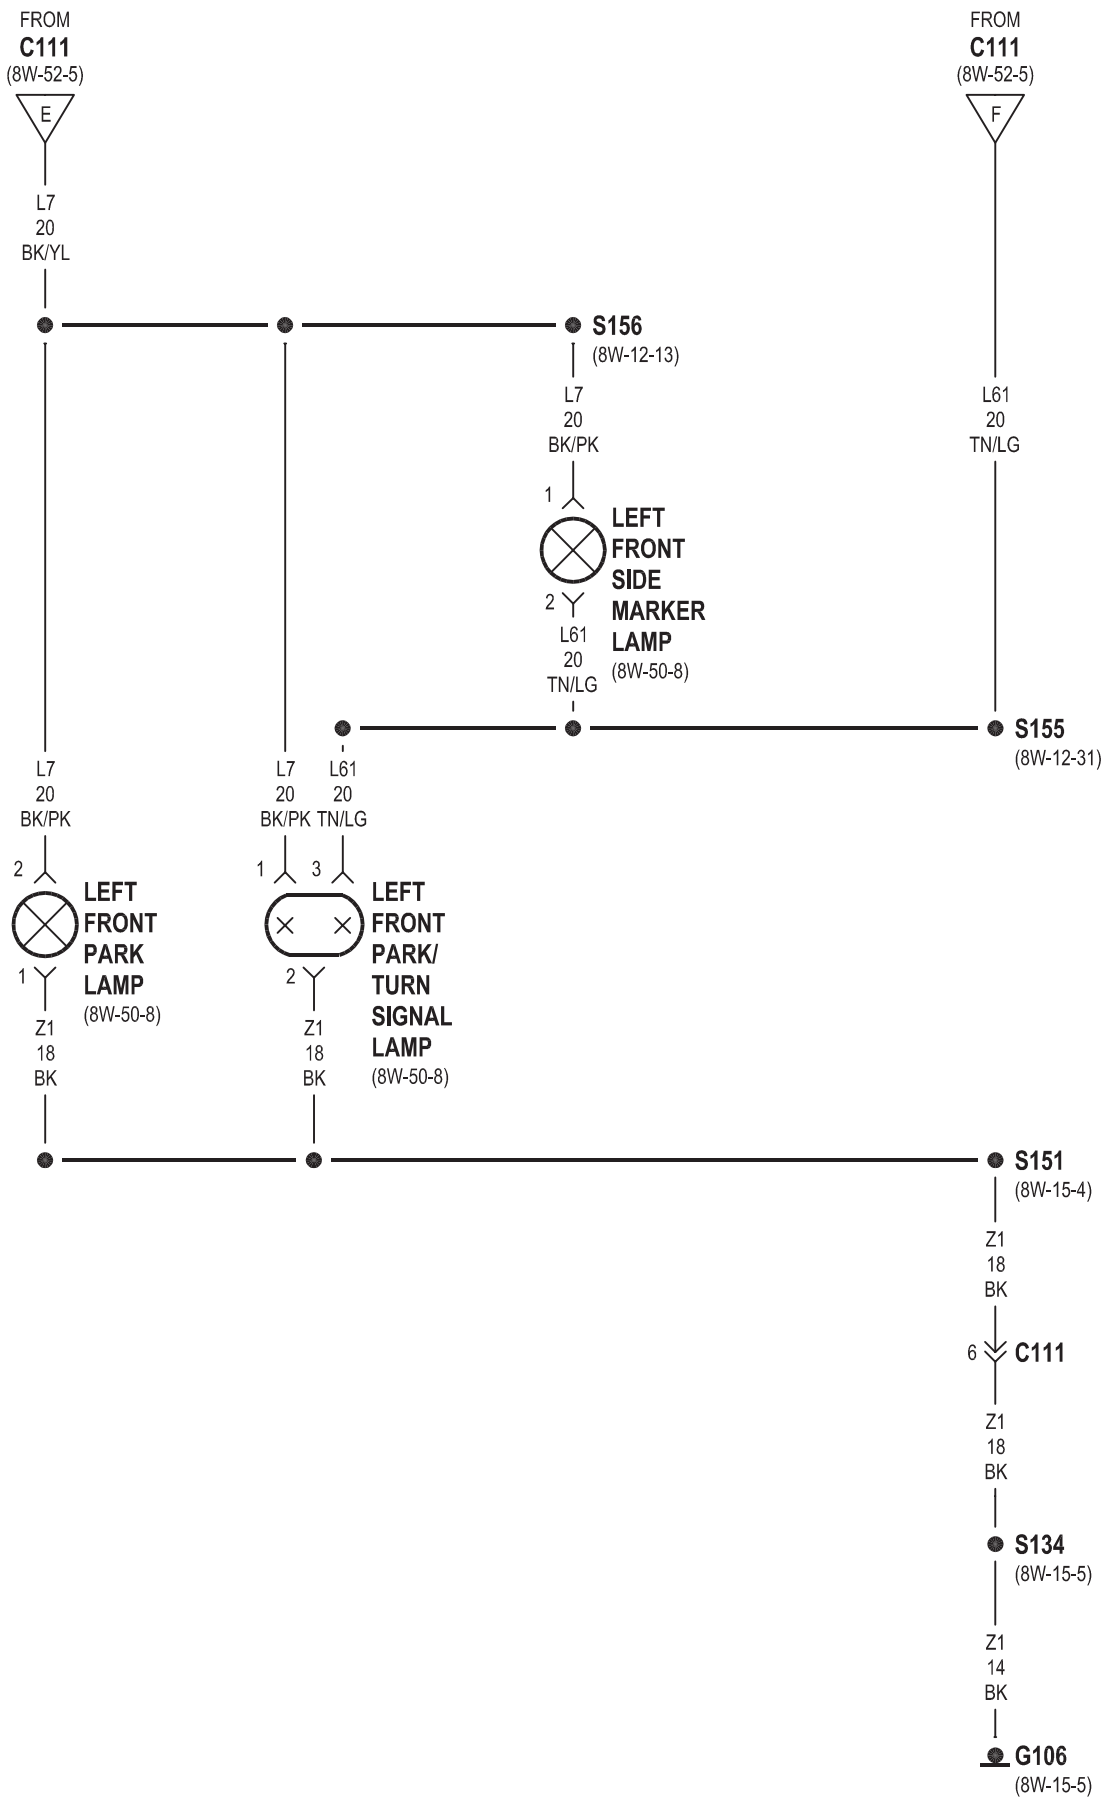 FROM
C111
(8W-52-5)
E
FROM
C111
(8W-52-5)
F
L7
20
BK/YL
S156
(8W-12-13)
L7
20
BK/PK
L61
20
TN/LG
1
LEFT
FRONT
SIDE
MARKER
LAMP
(8W-50-8)
2
L61
20
TN/LG
S155
(8W-12-31)
L7
20
BK/PK
L7
20
BK/PK
L61
20
TN/LG
2
LEFT
FRONT
PARK
LAMP
(8W-50-8)
1
1
3
LEFT
FRONT
PARK/
TURN
SIGNAL
LAMP
(8W-50-8)
2
Z1
18
BK
Z1
18
BK
S151
(8W-15-4)
Z1
18
BK
6
C111
Z1
18
BK
S134
(8W-15-5)
Z1
14
BK
G106
(8W-15-5)